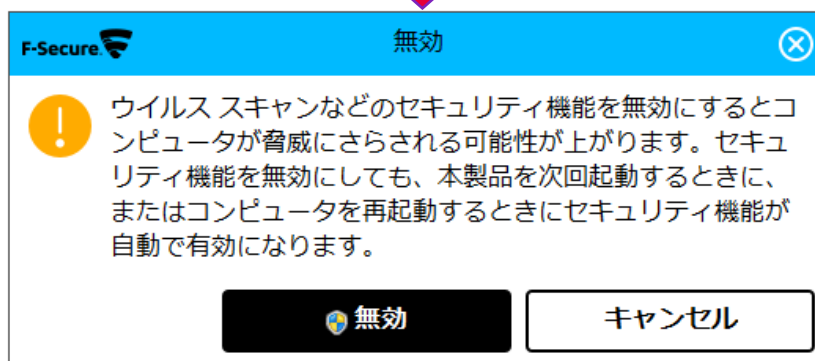 F-Secure.
無効
ウイルス スキャンなどのセキュリティ機能を無効にするとコ
ンピュータが脅威にさらされる可能性が上がります。セキュ
リティ機能を無効にしても、本製品を次回起動するときに、
またはコンピュータを再起動するときにセキュリティ機能が
自動で有効になります。
無効
キャンセル